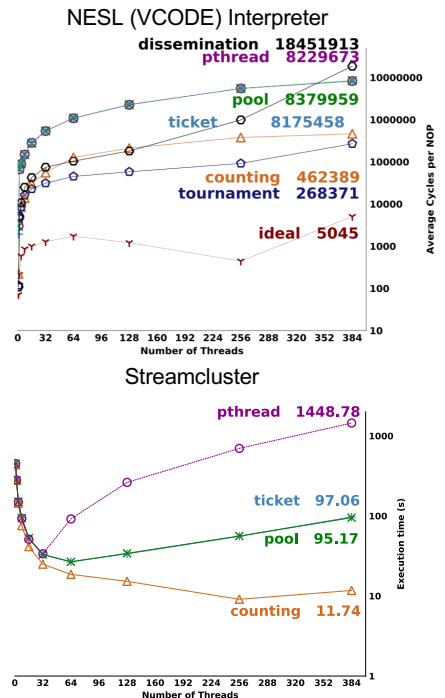 NESL (VCODE) Interpreter
dissemination 18451913
pthread 8229673
pool 8379959
ticket 8175458
counting 462389
tournament 268371
ideal 5045
10000000
1000000
100000
10000
1000
100
10
Average Cycles per NOP
0 32 64 96 128 160 192 224 256 288 320 352 384
Number of Threads
Streamcluster
pthread 1448.78
ticket 97.06
pool 95.17
counting 11.74
1000
100
10
1
Execution time (s)
0 32 64 96 128 160 192 224 256 288 320 352 384
Number of Threads